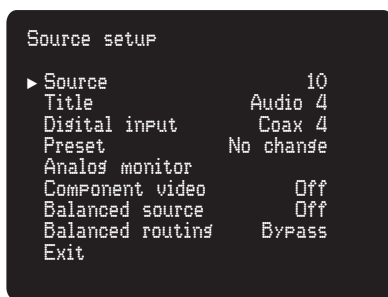 Source setup
► Source 10
Title Audio 4
Digital input Coax 4
Preset No change
Analog monitor
Component video Off
Balanced source Off
Balanced routing Bypass
Exit